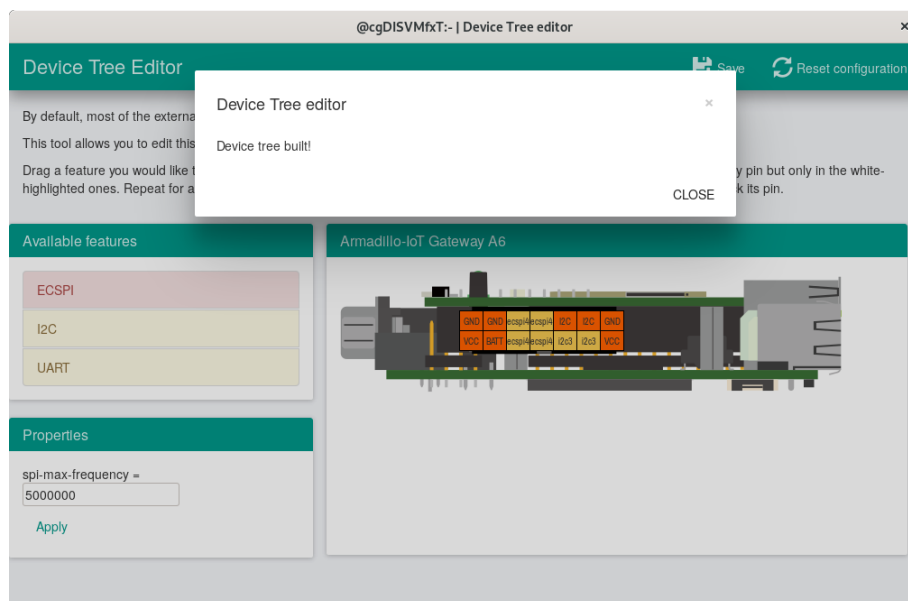 @cgDISVMfxT:- | Device Tree editor
×
Device Tree Editor
Save
Reset configuration
By default, most of the externa
This tool allows you to edit this
Drag a feature you would like t
y pin but only in the white-
highlighted ones. Repeat for a
k its pin.
Device Tree editor
×
Device tree built!
CLOSE
Available features
ECSPI
I2C
UART
Properties
spi-max-frequency =
5000000
Apply
Armadillo-IoT Gateway A6
GND GND ecspi4 ecspi4 I2C I2C GND
VCC BATT ecspi4 ecspi4 i2c3 i2c3 VCC